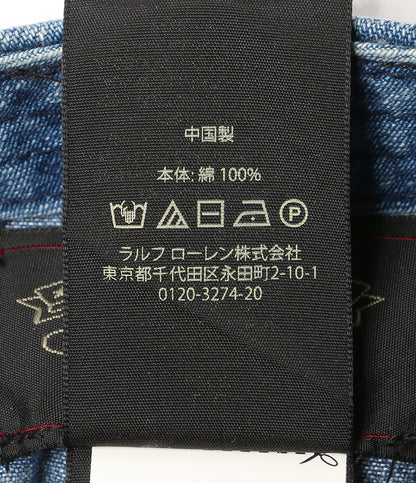 中国製
本体: 綿 100%
P
ラルフ ローレン株式会社
東京都千代田区永田町2-10-1
0120-3274-20